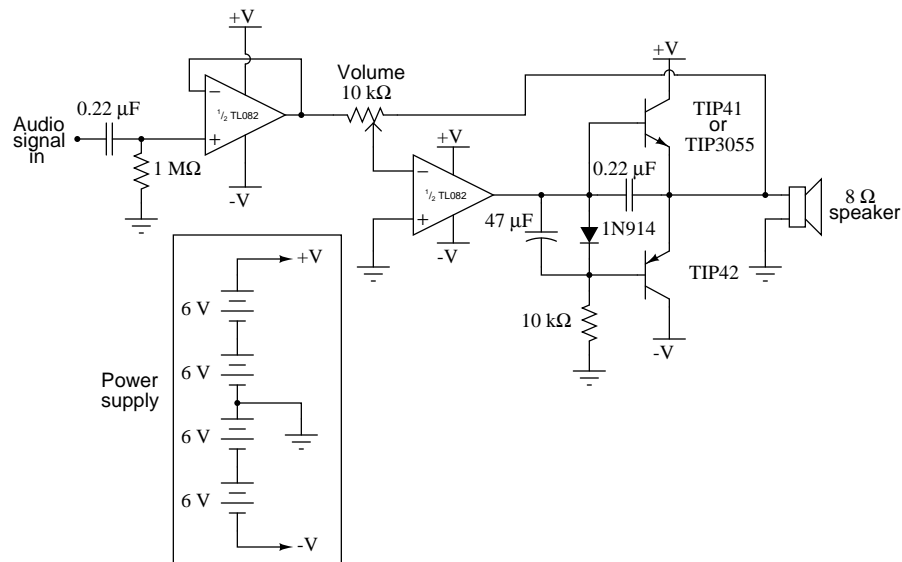 +V
Volume
10 kΩ
+V
0.22 µF
1/2 TL082
TIP41
or
TIP3055
Audio
signal
in
1 MΩ
+V
0.22 µF
-V
1/2 TL082
8 Ω
speaker
47 µF
1N914
-V
+V
TIP42
6 V
10 kΩ
-V
6 V
Power
supply
6 V
6 V
-V